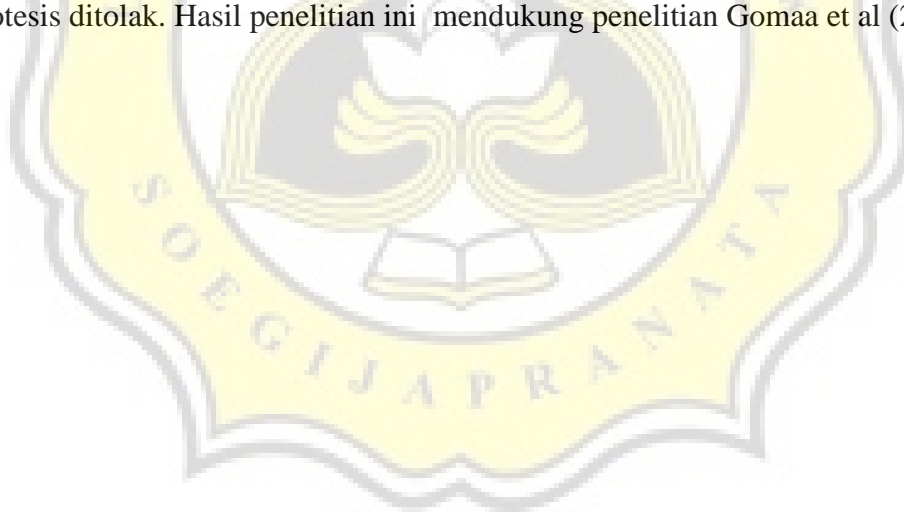 otesis ditolak. Hasil penelitian ini mendukung penelitian Gomaa et al (2
SOEGIJAPRANATA